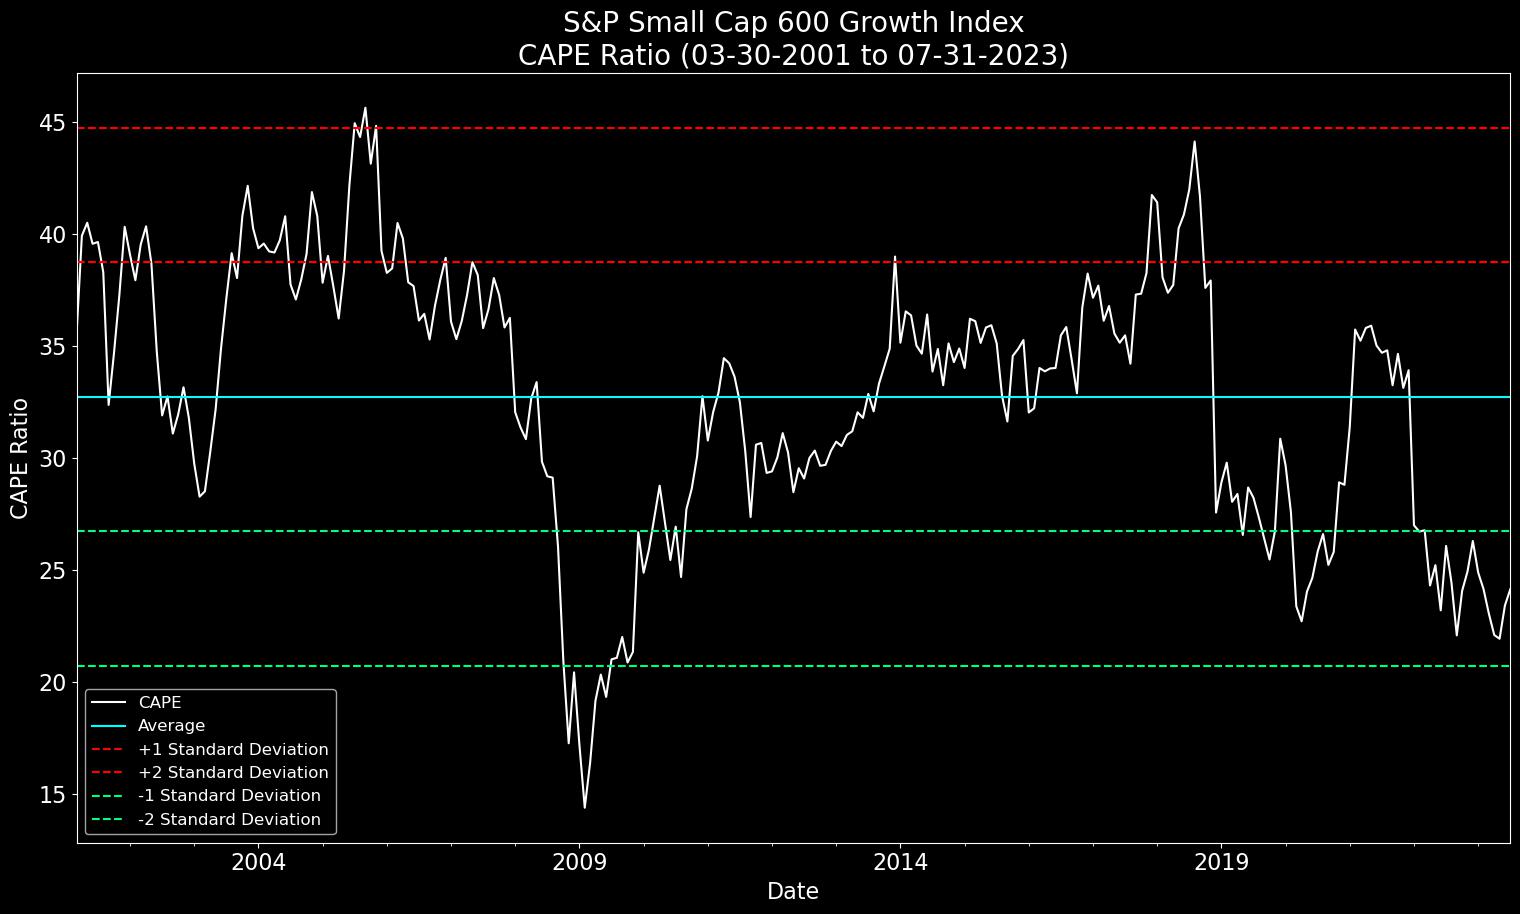 S&P Small Cap 600 Growth Index
CAPE Ratio (03-30-2001 to 07-31-2023)
45
40
35
30
25
20
15
CAPE Ratio
CAPE
Average
+1 Standard Deviation
+2 Standard Deviation
-1 Standard Deviation
-2 Standard Deviation
2004 2009 2014 2019
Date